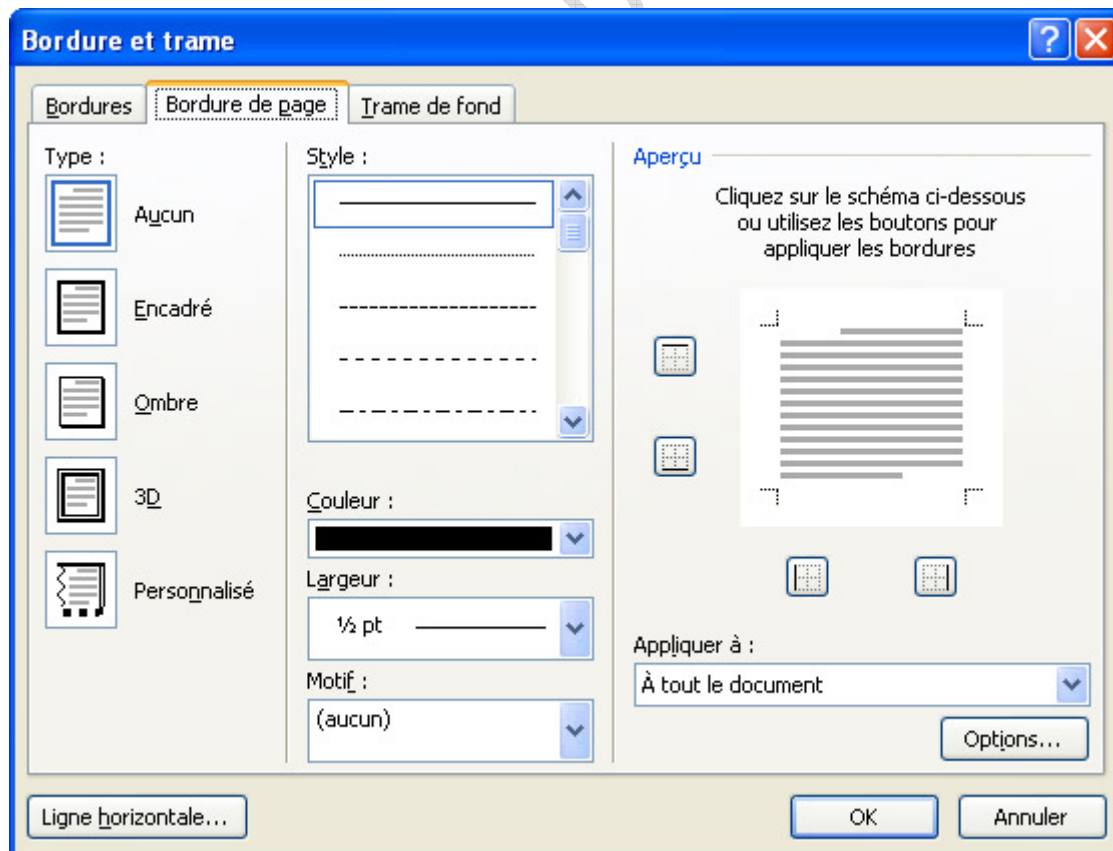 Bordure et trame
Bordures
Bordure de page
Trame de fond
Type :
Aucun
Encadré
Ombre
3D
Personnalisé
Style :
Couleur :
Largeur :
½ pt
Motif :
(aucun)
Aperçu
Cliquez sur le schéma ci-dessous
ou utilisez les boutons pour
appliquer les bordures
Appliquer à :
À tout le document
Options...
Ligne horizontale...
OK
Annuler